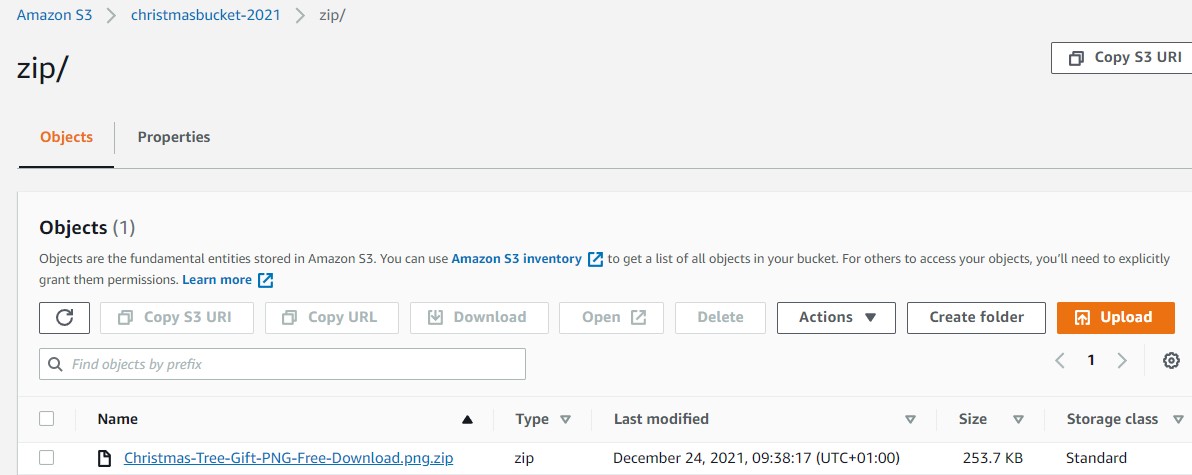 Amazon S3 > christmasbucket-2021 > zip/
zip/ Copy S3 URI
Objects Properties
Objects (1)
Objects are the fundamental entities stored in Amazon S3. You can use Amazon S3 inventory to get a list of all objects in your bucket. For others to access your objects, you'll need to explicitly
grant them permissions. Learn more
Copy S3 URI Copy URL Download Open Delete Actions Create folder Upload
Find objects by prefix 1
Name Type Last modified Size Storage class
Christmas-Tree-Gift-PNG-Free-Download.png.zip zip December 24, 2021, 09:38:17 (UTC+01:00) 253.7 KB Standard